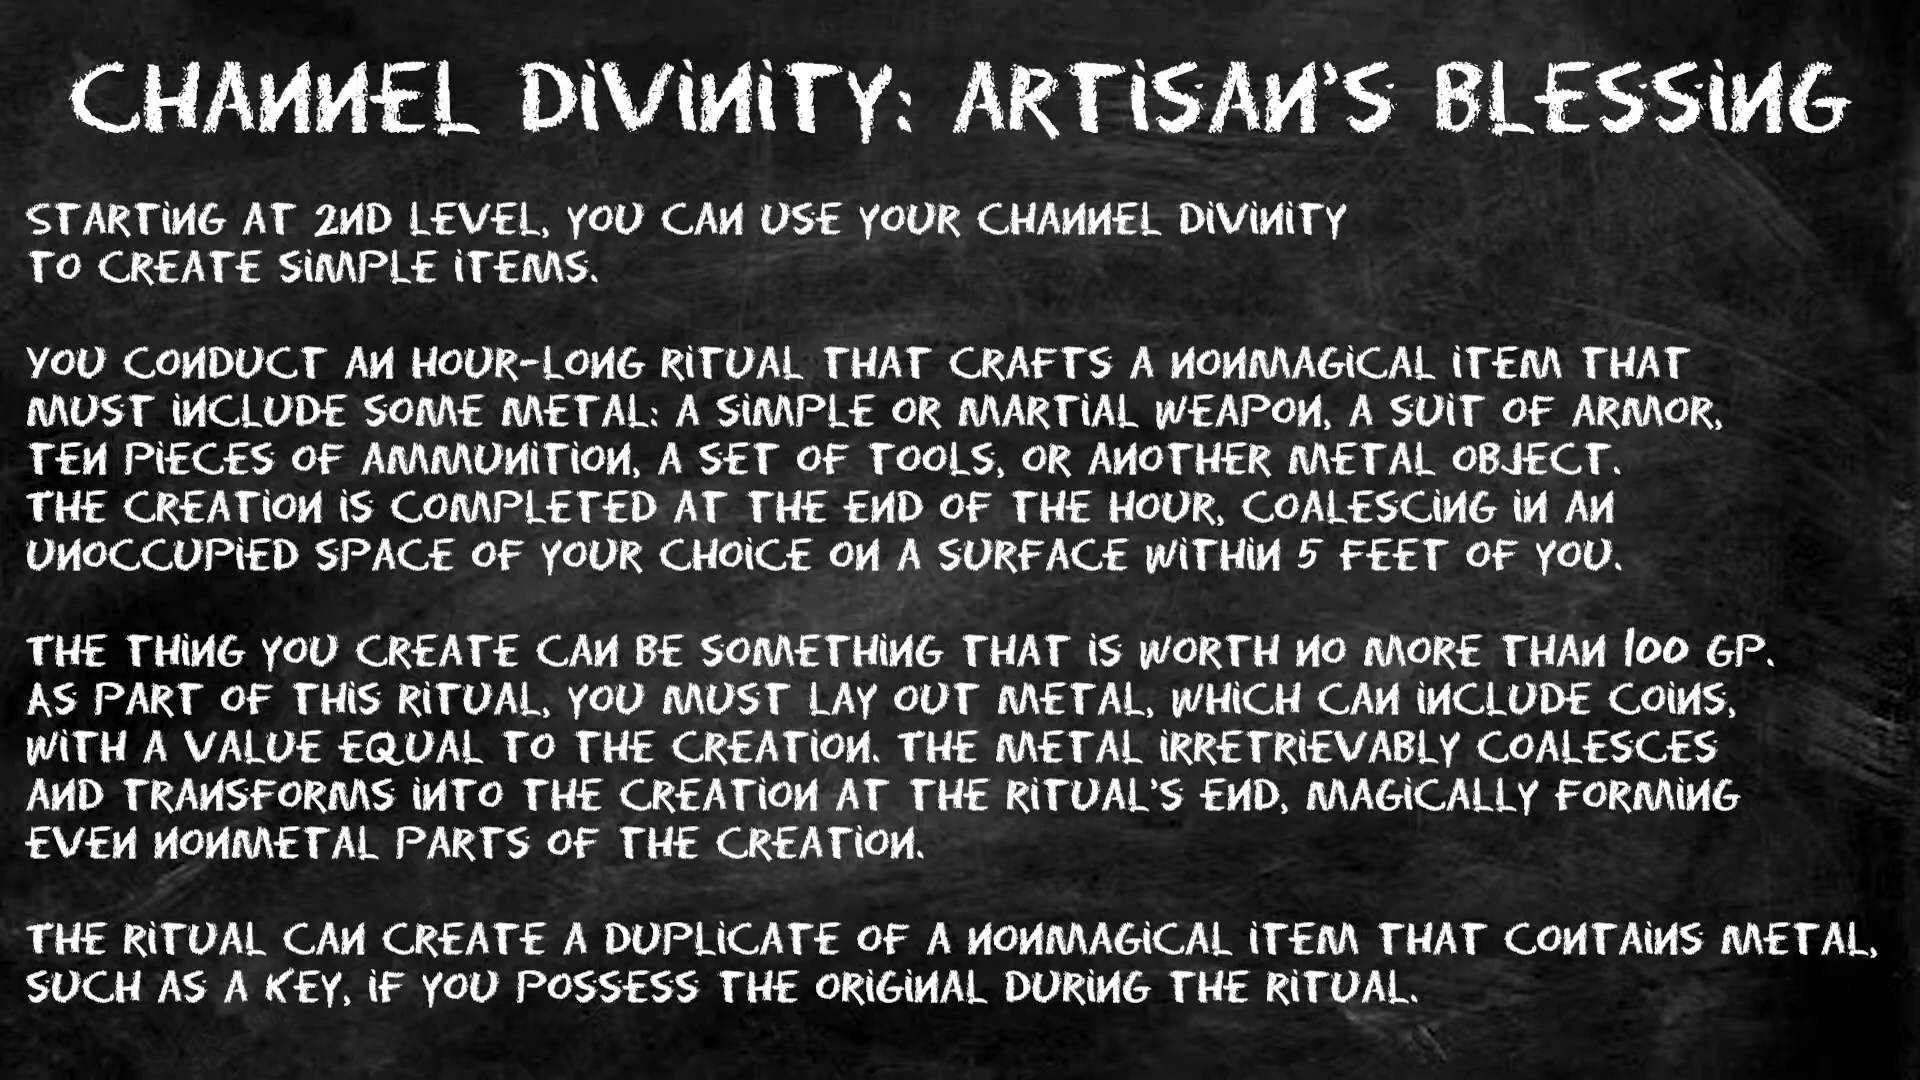 CHANNEL DIVINITY: ARTISAN'S BLESSING
STARTING AT 2ND LEVEL, YOU CAN USE YOUR CHANNEL DIVINITY
TO CREATE SIMPLE ITEMS.
YOU CONDUCT AN HOUR-LONG RITUAL THAT CRAFTS A NONMAGICAL ITEM THAT
MUST INCLUDE SOME METAL: A SIMPLE OR MARTIAL WEAPON, A SUIT OF ARMOR,
TEN PIECES OF AMMUNITION, A SET OF TOOLS, OR ANOTHER METAL OBJECT.
THE CREATION IS COMPLETED AT THE END OF THE HOUR, COALESCING IN AN
UNOCCUPIED SPACE OF YOUR CHOICE ON A SURFACE WITHIN 5 FEET OF YOU.
THE THING YOU CREATE CAN BE SOMETHING THAT IS WORTH NO MORE THAN 100 GP.
AS PART OF THIS RITUAL, YOU MUST LAY OUT METAL, WHICH CAN INCLUDE COINS,
WITH A VALUE EQUAL TO THE CREATION. THE METAL IRRETRIEVABLY COALESCES
AND TRANSFORMS INTO THE CREATION AT THE RITUAL'S END, MAGICALLY FORMING
EVEN NONMETAL PARTS OF THE CREATION.
THE RITUAL CAN CREATE A DUPLICATE OF A NONMAGICAL ITEM THAT CONTAINS METAL,
SUCH AS A KEY, IF YOU POSSESS THE ORIGINAL DURING THE RITUAL.